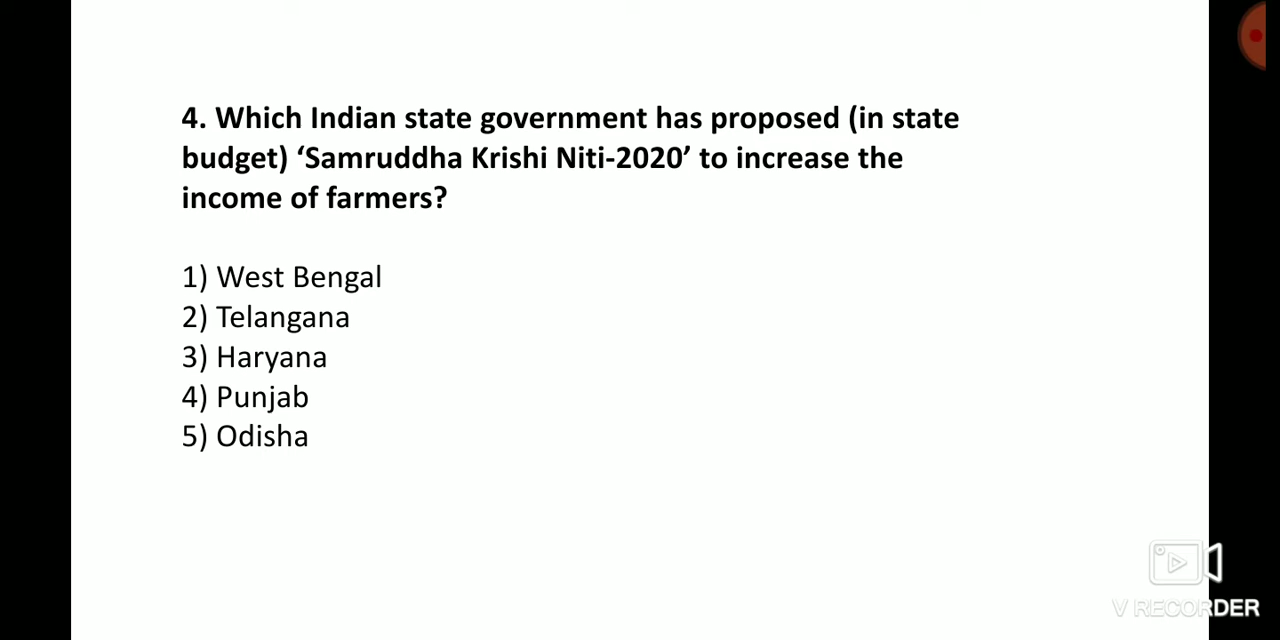 4. Which Indian state government has proposed (in state
budget) ‘Samruddha Krishi Niti-2020’ to increase the
income of farmers?
1) West Bengal
2) Telangana
3) Haryana
4) Punjab
5) Odisha
V RECORDER